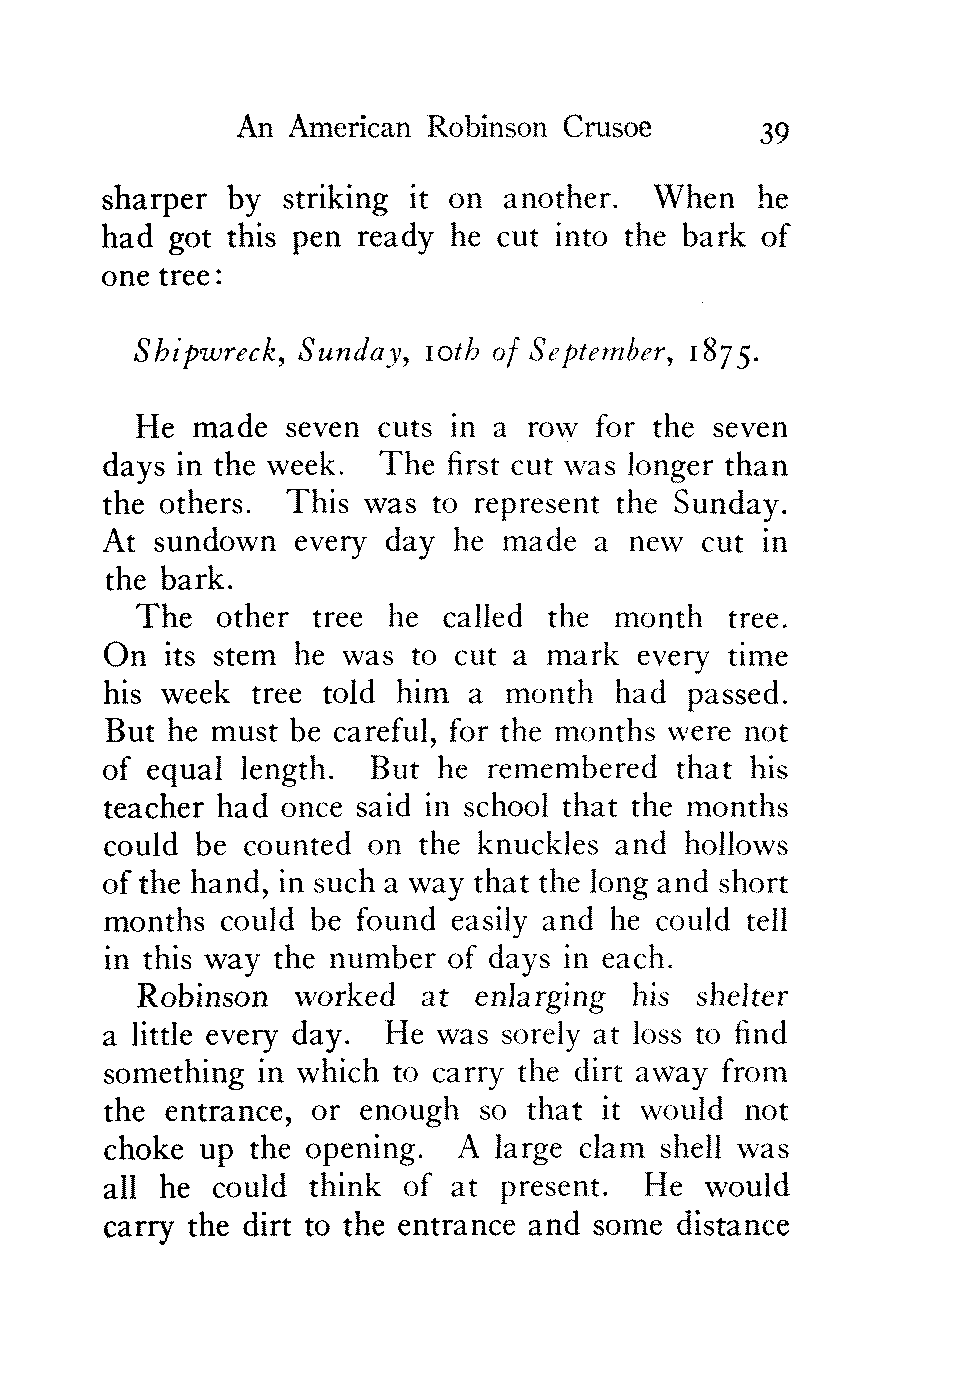 An American Robinson Crusoe 39
sharper by striking it on another. When he
had got this pen ready he cut into the bark of
one tree:
Shipwreck, Sunday, 10th of September, 1875.
He made seven cuts in a row for the seven
days in the week. The first cut was longer than
the others. This was to represent the Sunday.
At sundown every day he made a new cut in
the bark.
The other tree he called the month tree.
On its stem he was to cut a mark every time
his week tree told him a month had passed.
But he must be careful, for the months were not
of equal length. But he remembered that his
teacher had once said in school that the months
could be counted on the knuckles and hollows
of the hand, in such a way that the long and short
months could be found easily and he could tell
in this way the number of days in each.
Robinson worked at enlarging his shelter
a little every day. He was sorely at loss to find
something in which to carry the dirt away from
the entrance, or enough so that it would not
choke up the opening. A large clam shell was
all he could think of at present. He would
carry the dirt to the entrance and some distance